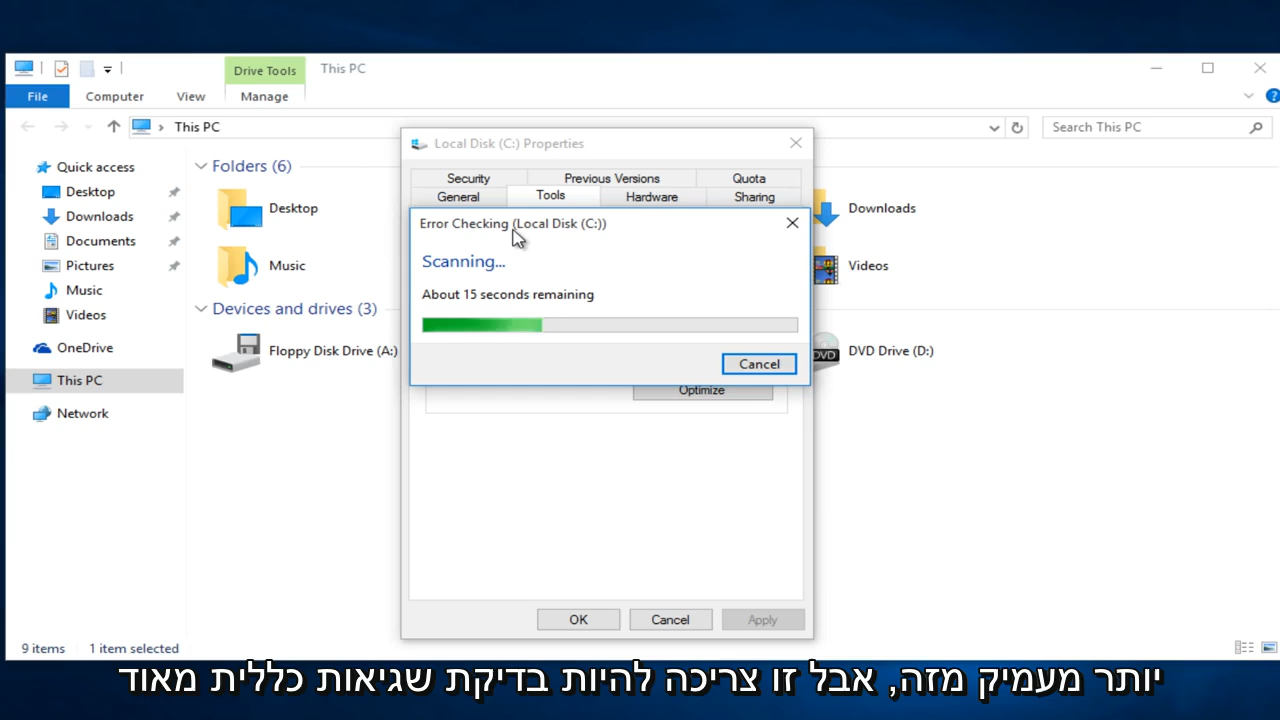 Drive Tools
This PC
File
Computer
View
Manage
This PC
Search This PC
Quick access
Desktop
Downloads
Documents
Pictures
Music
Videos
OneDrive
This PC
Network
Folders (6)
Desktop
Music
Downloads
Videos
Devices and drives (3)
Floppy Disk Drive (A:)
DVD
DVD Drive (D:)
Local Disk (C:) Properties
Security
Previous Versions
Quota
General
Tools
Hardware
Sharing
Error Checking (Local Disk (C:))
Scanning...
About 15 seconds remaining
Cancel
Optimize
OK
Cancel
Apply
9 items
1 item selected
יותר מעמיק מזה, אבל זו צריכה להיות בדיקת שגיאות כללית מאוד